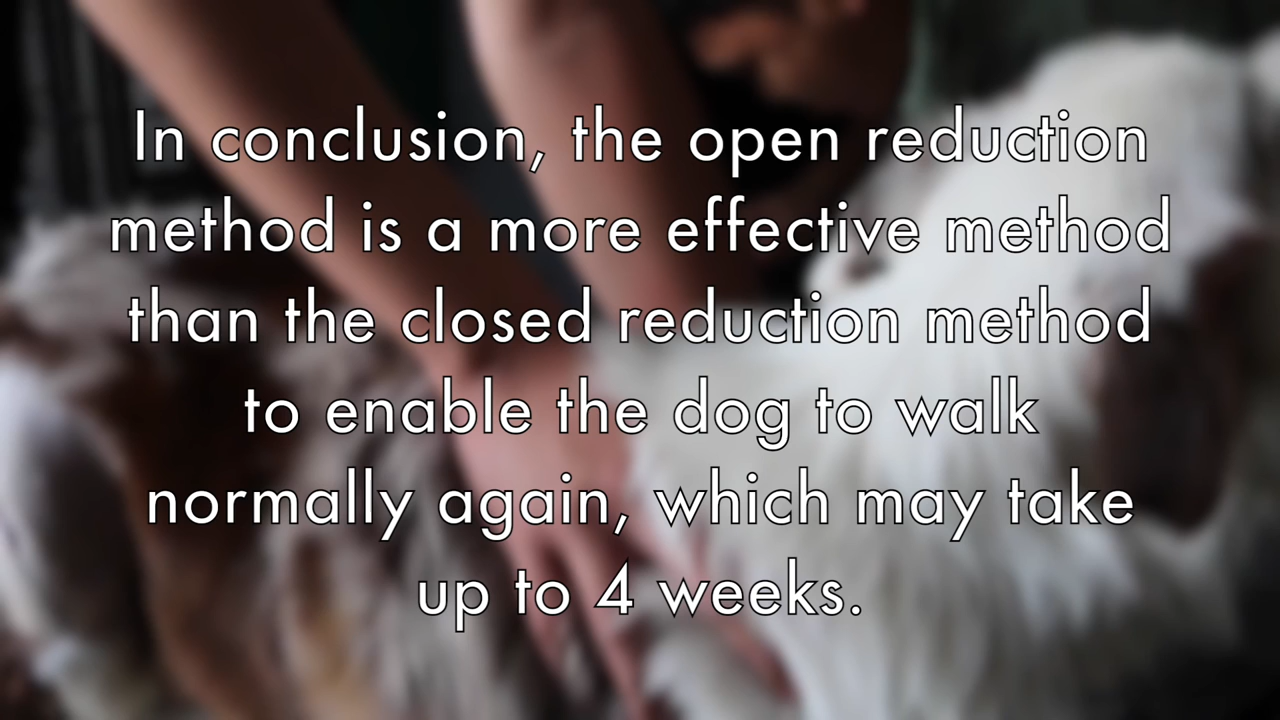 In conclusion, the open reduction
method is a more effective method
than the closed reduction method
to enable the dog to walk
normally again, which may take
up to 4 weeks.